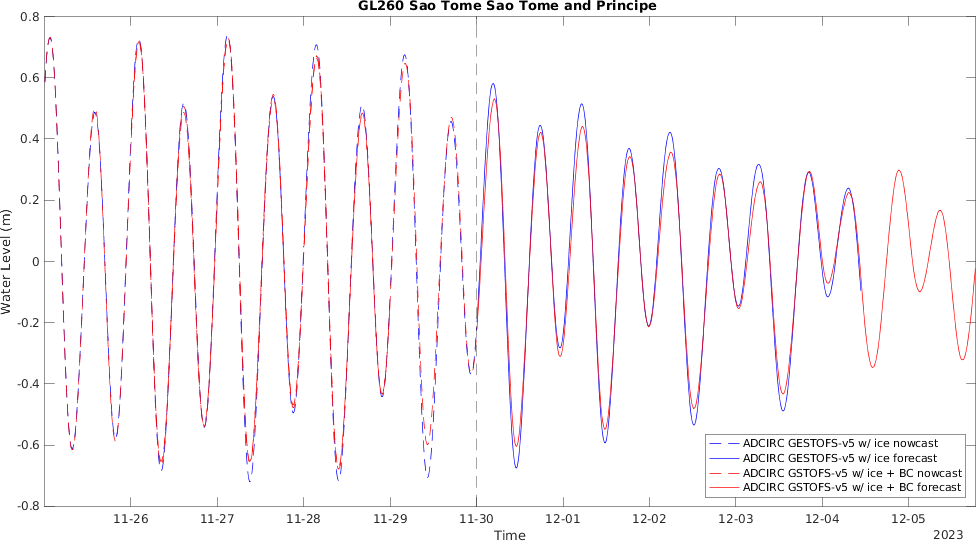 GL260 Sao Tome Sao Tome and Principe
Water Level (m)
0.8
0.6
0.4
0.2
0
-0.2
-0.4
-0.6
-0.8
ADCIRC GESTOFS-v5 w/ ice nowcast
ADCIRC GESTOFS-v5 w/ ice forecast
ADCIRC GSTOFS-v5 w/ ice + BC nowcast
ADCIRC GSTOFS-v5 w/ ice + BC forecast
11-26 11-27 11-28 11-29 11-30 12-01 12-02 12-03 12-04 12-05
Time
2023